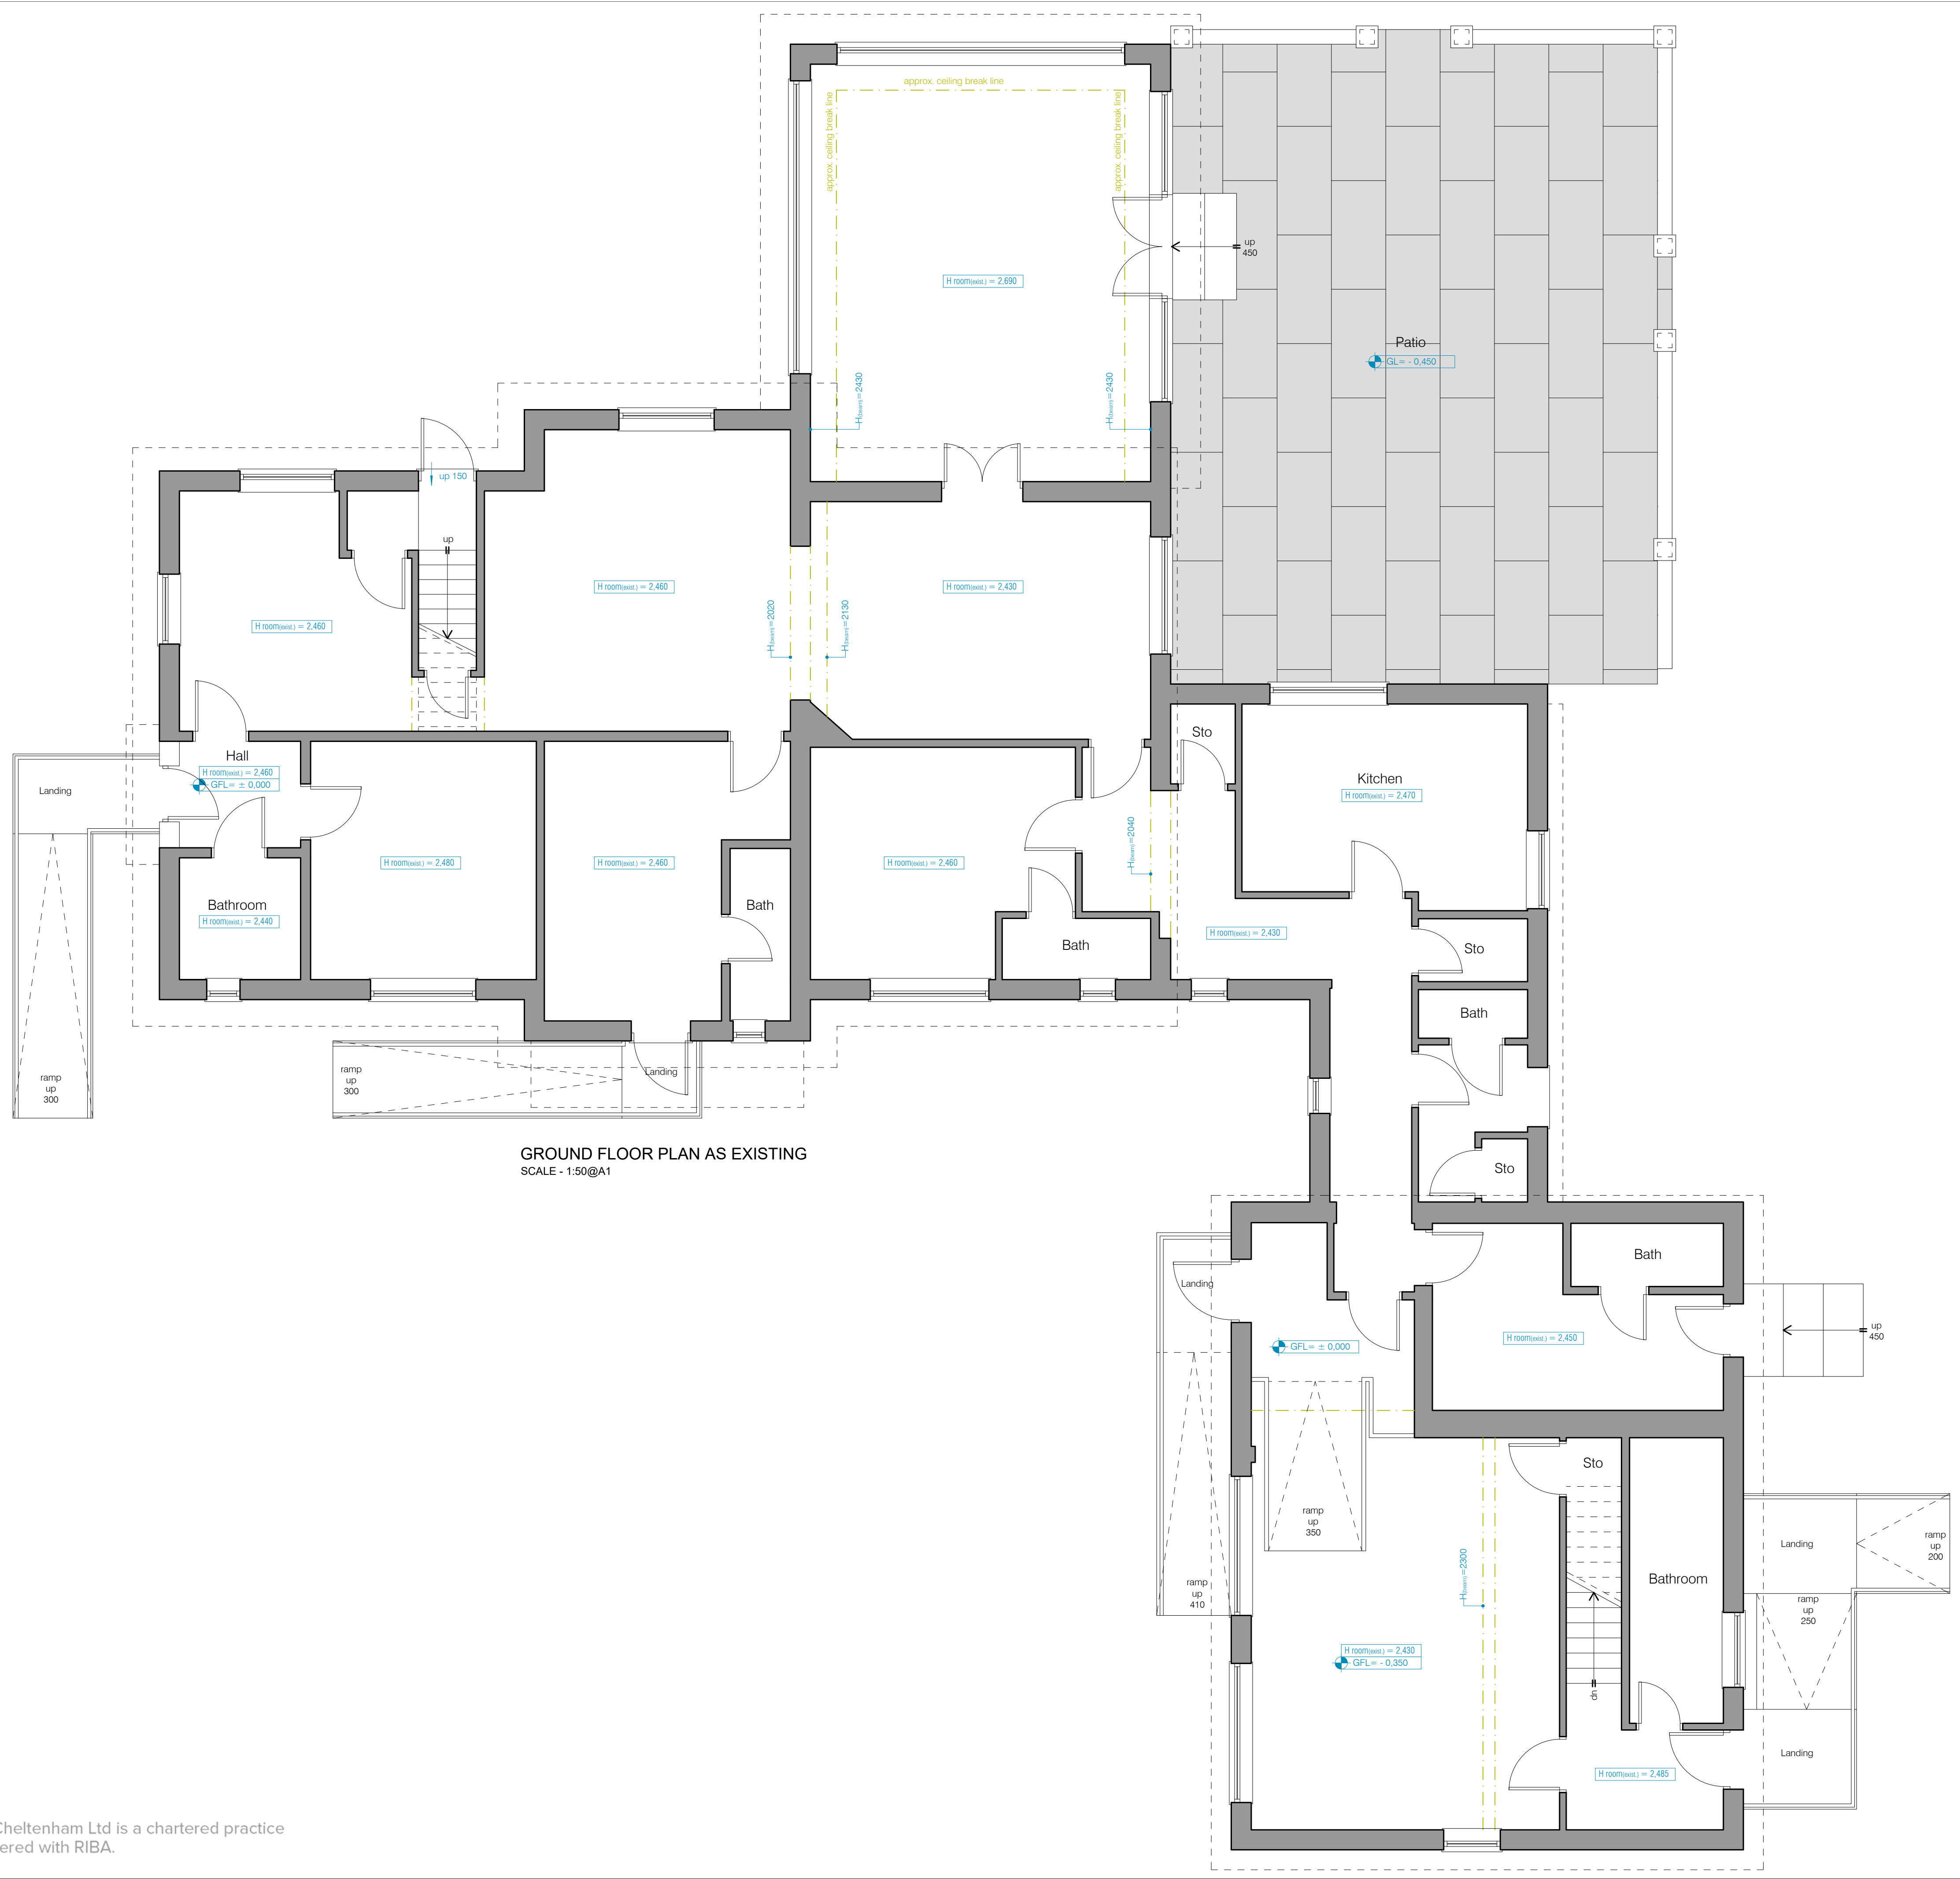 approx. ceiling break line
approx. ceiling break line
approx. ceiling break line
up
450
H room(exist.) = 2,690
Patio
GL= - 0,450
H(beam)=2430
H(beam)=2430
up 150
up
H room(exist.) = 2,460
H room(exist.) = 2,460
H room(exist.) = 2,430
H(beam)=2020
H(beam)=2130
Hall
H room(exist.) = 2,460
GFL= ± 0,000
Landing
Sto
Kitchen
H room(exist.) = 2,470
H room(exist.) = 2,480
H room(exist.) = 2,460
H room(exist.) = 2,460
H(beam)=2040
Bathroom
H room(exist.) = 2,440
Bath
Bath
H room(exist.) = 2,430
Sto
Bath
ramp
up
300
ramp
up
300
Landing
Sto
GROUND FLOOR PLAN AS EXISTING
SCALE - 1:50@A1
Landing
Bath
GFL= ± 0,000
H room(exist.) = 2,450
up
450
Sto
ramp
up
350
Landing
ramp
up
200
H(beam)=2300
Bathroom
ramp
up
410
ramp
up
250
H room(exist.) = 2,430
GFL= - 0,350
dn
Landing
H room(exist.) = 2,485
Cheltenham Ltd is a chartered practice
ered with RIBA.